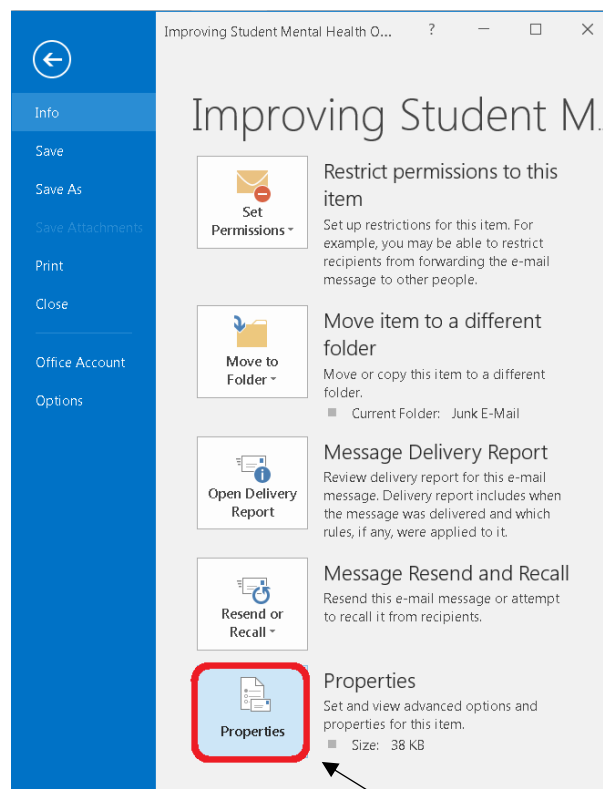 Improving Student Mental Health O... ?
Info
Save
Save As
Save Attachments
Print
Close
Office Account
Options
Improving Student M...
Set
Permissions
Restrict permissions to this
item
Set up restrictions for this item. For
example, you may be able to restrict
recipients from forwarding the e-mail
message to other people.
Move to
Folder
Move item to a different
folder
Move or copy this item to a different
folder.
Current Folder: Junk E-Mail
Open Delivery
Report
Message Delivery Report
Review delivery report for this e-mail
message. Delivery report includes when
the message was delivered and which
rules, if any, were applied to it.
Resend or
Recall
Message Resend and Recall
Resend this e-mail message or attempt
to recall it from recipients.
Properties
Properties
Set and view advanced options and
properties for this item.
Size: 38 KB